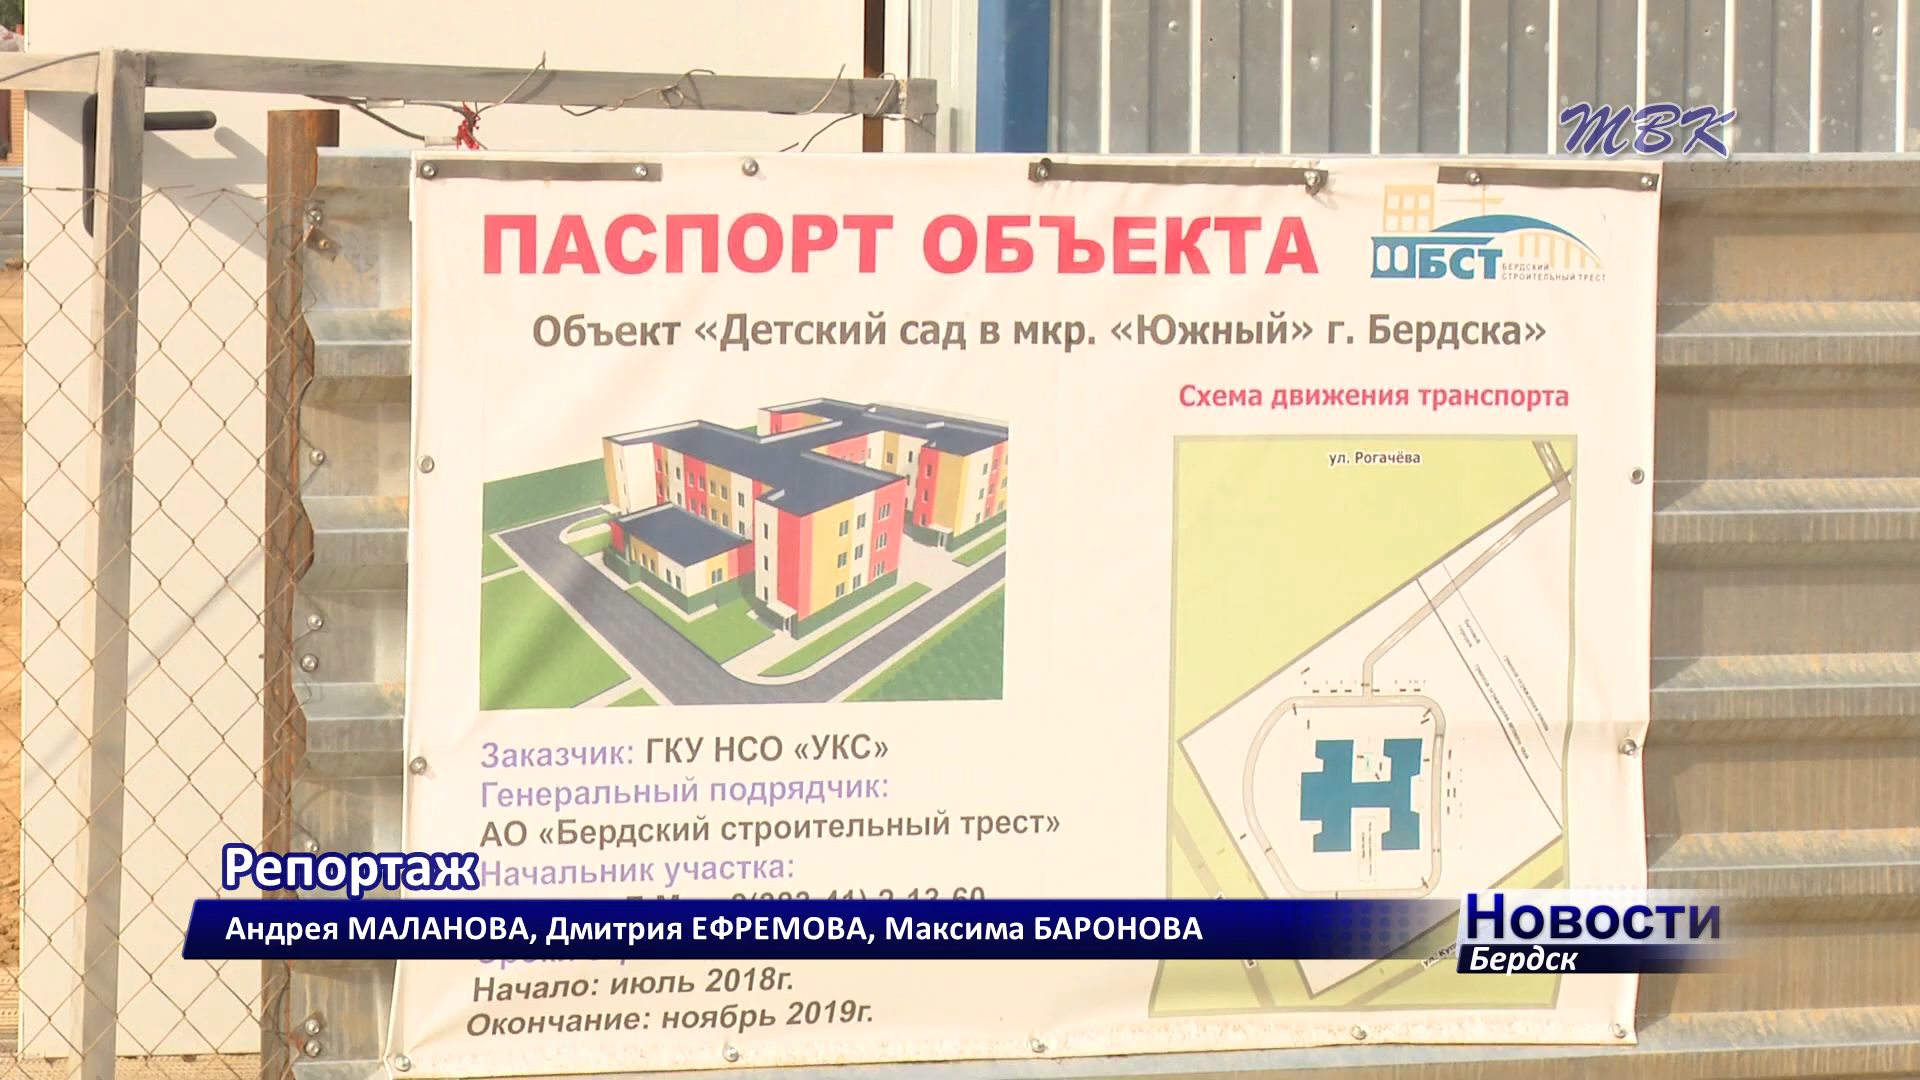 ТВК
ПАСПОРТ ОБЪЕКТА
БСТ
БЕРДСКИЙ
СТРОИТЕЛЬНЫЙ ТРЕСТ
Объект «Детский сад в мкр. «Южный» г. Бердска»
Схема движения транспорта
ул. Рогачёва
Заказчик: ГКУ НСО «УКС»
Генеральный подрядчик:
АО «Бердский строительный трест»
Начальник участка:
Репортаж
Андрея МАЛАНОВА, Дмитрия ЕФРЕМОВА, Максима БАРОНОВА
Новости
Бердск
Начало: июль 2018г.
Окончание: ноябрь 2019г.